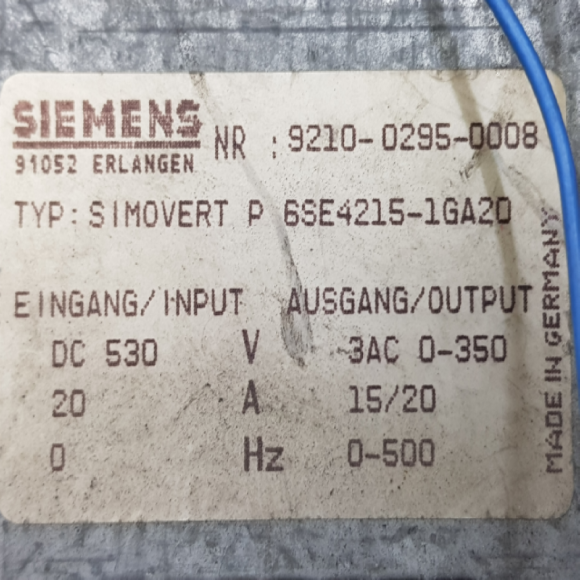 SIEMENS
91052 ERLANGEN
NR : 9210-0295-0008
TYP: SIMOVERT P 6SE4215-1GA20
EINGANG/INPUT AUSGANG/OUTPUT
DC 530 V 3AC 0-350
20 A 15/20
0 Hz 0-500
MADE IN GERMANY